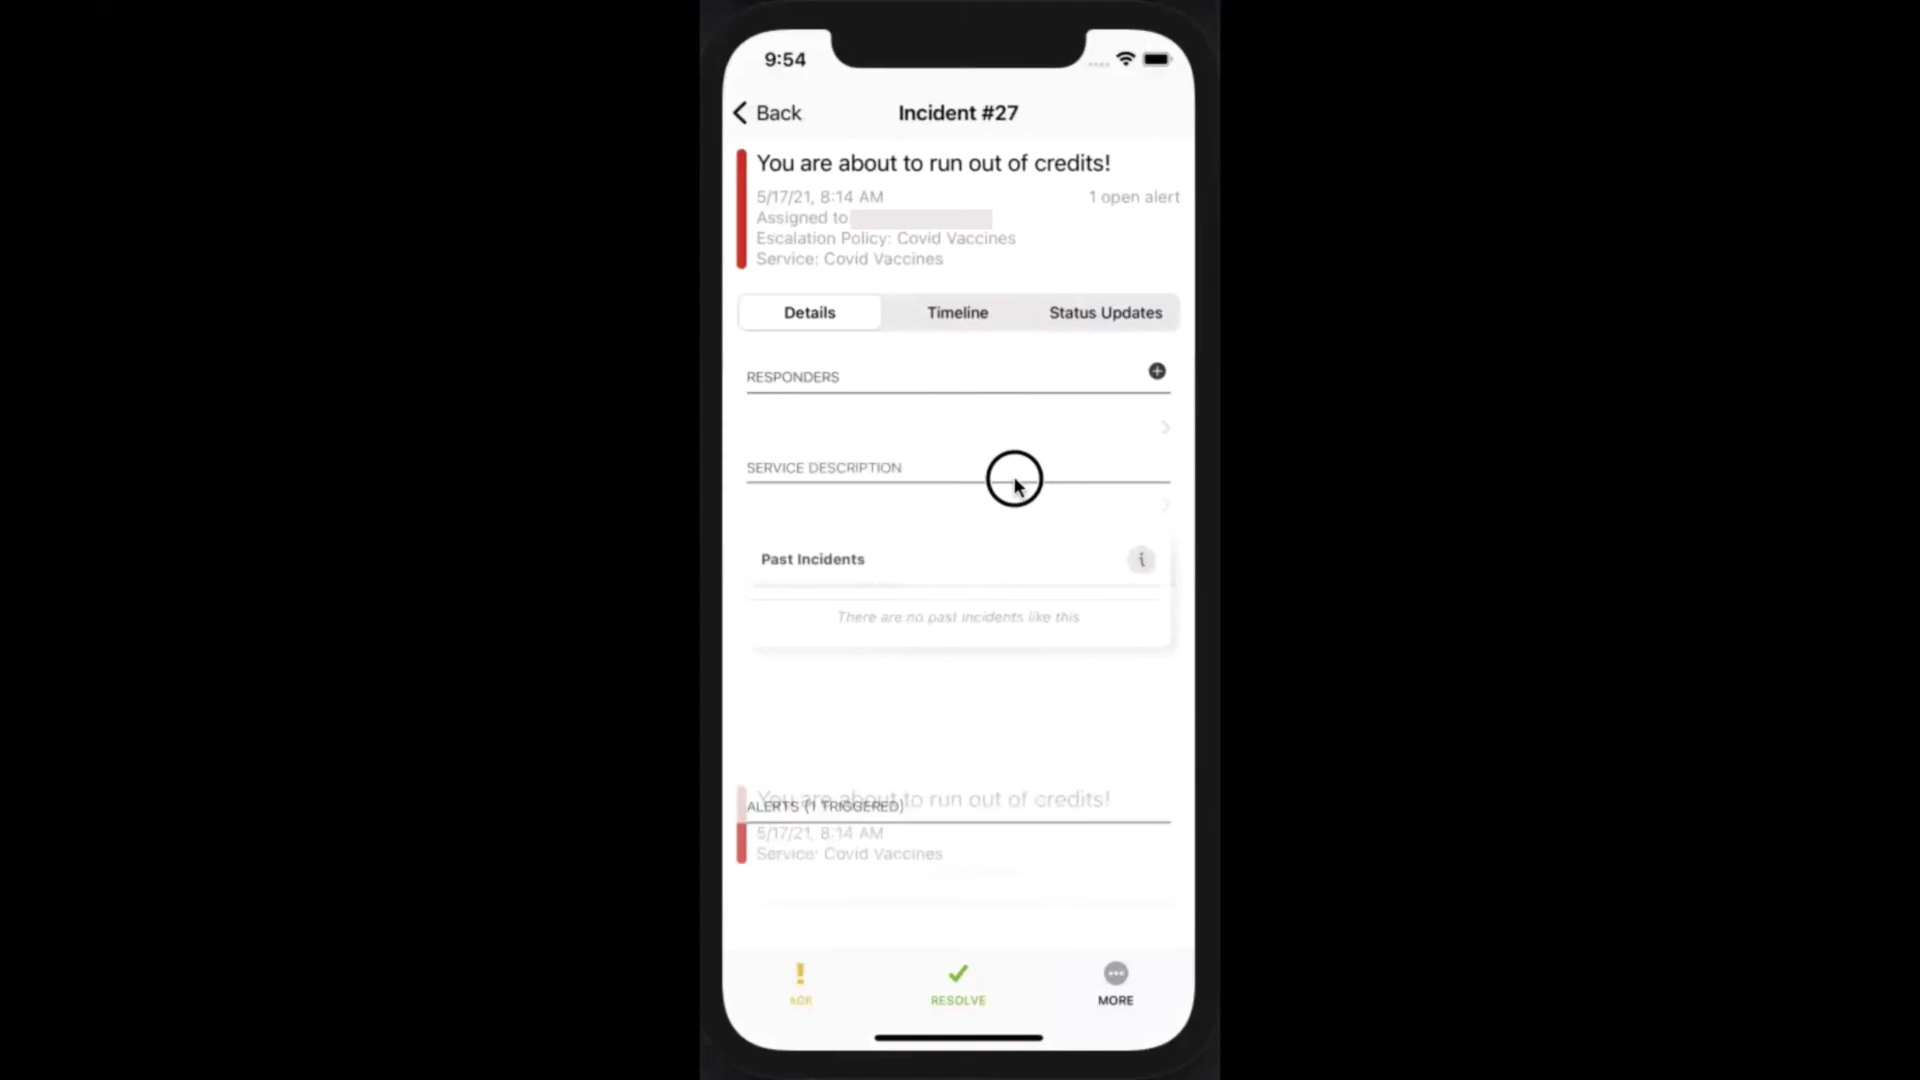 9:54
Back
Incident #27
You are about to run out of credits!
5/17/21, 8:14 AM
1 open alert
Assigned to
Escalation Policy: Covid Vaccines
Service: Covid Vaccines
Details
Timeline
Status Updates
RESPONDERS
SERVICE DESCRIPTION
Past Incidents
i
There are no past incidents like this
You are about to run out of credits!
ALERTS (1 TRIGGERED)
5/17/21, 8:14 AM
Service: Covid Vaccines
ACK
RESOLVE
MORE